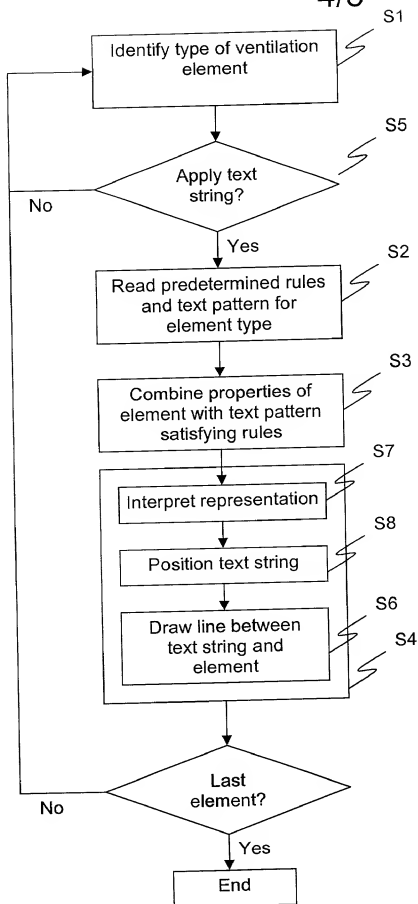 S1
Identify type of ventilation
element
S5
Apply text
string?
No
Yes
S2
Read predetermined rules
and text pattern for
element type
S3
Combine properties of
element with text pattern
satisfying rules
S7
Interpret representation
S8
Position text string
S6
Draw line between
text string and
element
S4
Last
element?
No
Yes
End